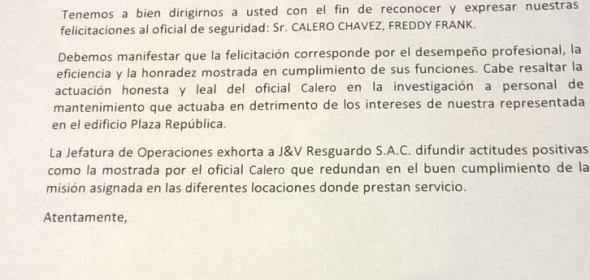 Tenemos a bien dirigirnos a usted con el fin de reconocer y expresar nuestras
felicitaciones al oficial de seguridad: Sr. CALERO CHAVEZ, FREDDY FRANK.
Debemos manifestar que la felicitación corresponde por el desempeño profesional, la
eficiencia y la honradez mostrada en cumplimiento de sus funciones. Cabe resaltar la
actuación honesta y leal del oficial Calero en la investigación a personal de
mantenimiento que actuaba en detrimento de los intereses de nuestra representada
en el edificio Plaza República.
La Jefatura de Operaciones exhorta a J&V Resguardo S.A.C. difundir actitudes positivas
como la mostrada por el oficial Calero que redundan en el buen cumplimiento de la
misión asignada en las diferentes locaciones donde prestan servicio.
Atentamente,